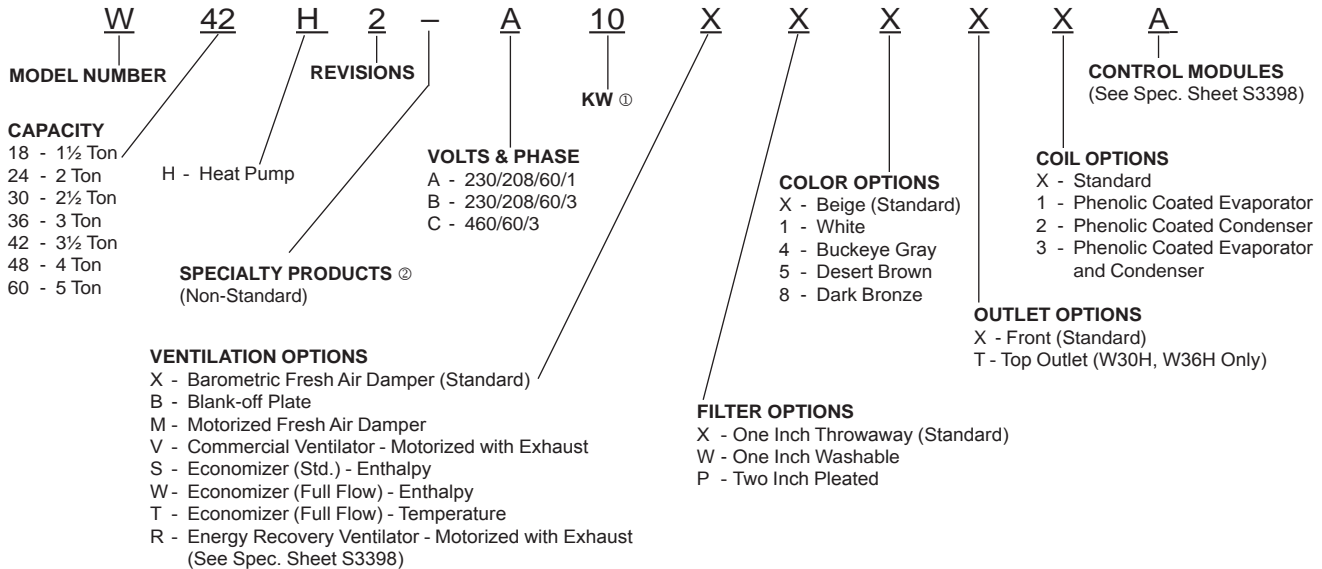 W 42 H 2 – A 10 X X X X X A
MODEL NUMBER
REVISIONS
KW ①
CONTROL MODULES
(See Spec. Sheet S3398)
CAPACITY
18 - 1½ Ton
24 - 2 Ton
30 - 2½ Ton
36 - 3 Ton
42 - 3½ Ton
48 - 4 Ton
60 - 5 Ton
H - Heat Pump
SPECIALTY PRODUCTS ②
(Non-Standard)
VOLTS & PHASE
A - 230/208/60/1
B - 230/208/60/3
C - 460/60/3
COLOR OPTIONS
X - Beige (Standard)
1 - White
4 - Buckeye Gray
5 - Desert Brown
8 - Dark Bronze
COIL OPTIONS
X - Standard
1 - Phenolic Coated Evaporator
2 - Phenolic Coated Condenser
3 - Phenolic Coated Evaporator
and Condenser
OUTLET OPTIONS
X - Front (Standard)
T - Top Outlet (W30H, W36H Only)
VENTILATION OPTIONS
X - Barometric Fresh Air Damper (Standard)
B - Blank-off Plate
M - Motorized Fresh Air Damper
V - Commercial Ventilator - Motorized with Exhaust
S - Economizer (Std.) - Enthalpy
W - Economizer (Full Flow) - Enthalpy
T - Economizer (Full Flow) - Temperature
R - Energy Recovery Ventilator - Motorized with Exhaust
(See Spec. Sheet S3398)
FILTER OPTIONS
X - One Inch Throwaway (Standard)
W - One Inch Washable
P - Two Inch Pleated